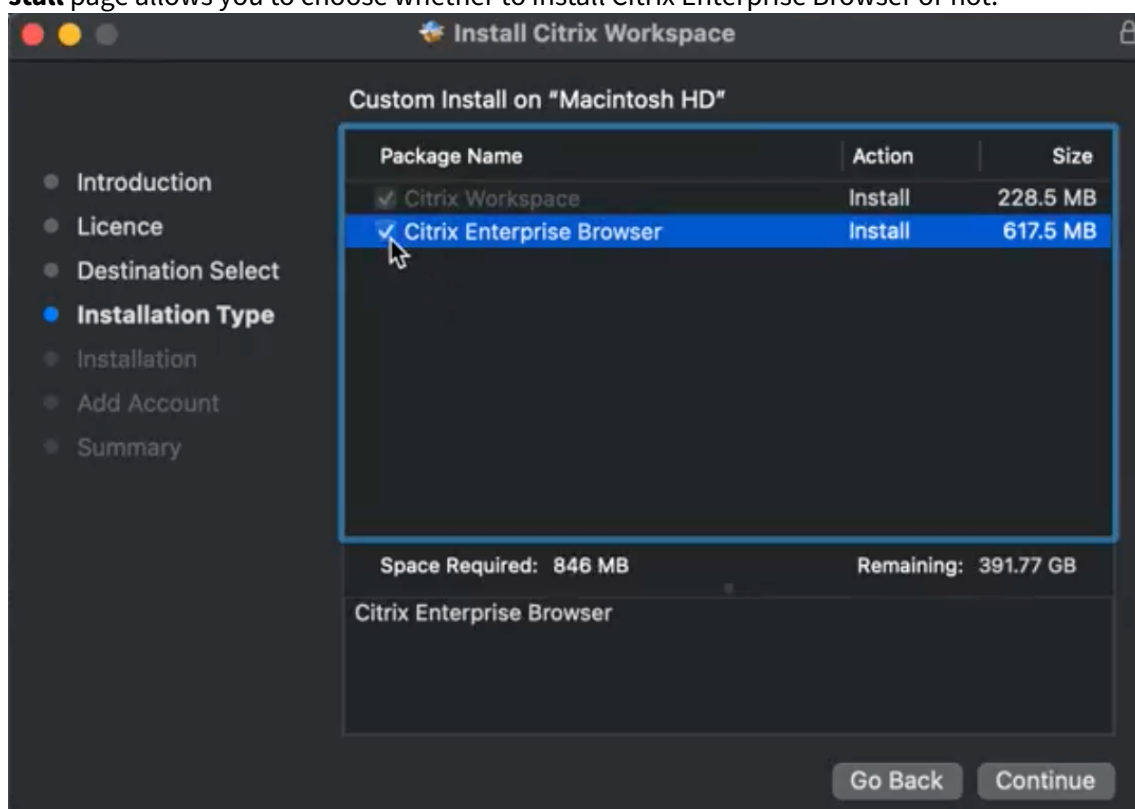 stall page allows you to choose whether to install Citrix Enterprise Browser or not.
Install Citrix Workspace
Custom Install on “Macintosh HD”
Package Name Action Size
Citrix Workspace Install 228.5 MB
Citrix Enterprise Browser Install 617.5 MB
Introduction
Licence
Destination Select
Installation Type
Installation
Add Account
Summary
Space Required: 846 MB Remaining: 391.77 GB
Citrix Enterprise Browser
Go Back Continue